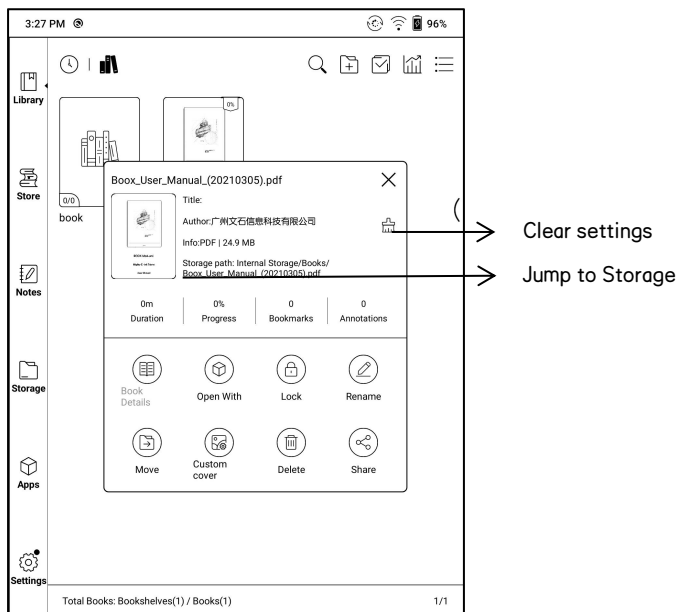 3:27 PM
96%
Library
Store
Notes
Storage
Apps
Settings
0%
0/0
book
Boox_User_Manual_(20210305).pdf
Title:
Author:广州文石信息科技有限公司
Info:PDF | 24.9 MB
Storage path: Internal Storage/Books/
Boox_User_Manual_(20210305).pdf
0m
Duration
0%
Progress
0
Bookmarks
0
Annotations
Book
Details
Open With
Lock
Rename
Move
Custom
cover
Delete
Share
Total Books: Bookshelves(1) / Books(1)
1/1
Clear settings
Jump to Storage